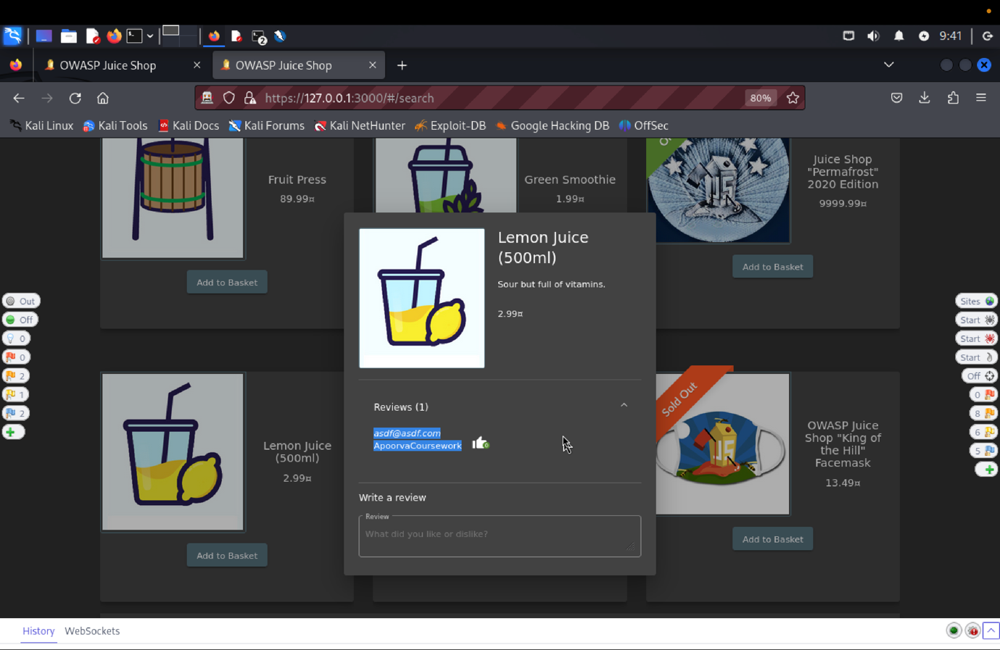 9:41
OWASP Juice Shop
OWASP Juice Shop
https://127.0.0.1:3000/#/search
80%
Kali Linux
Kali Tools
Kali Docs
Kali Forums
Kali NetHunter
Exploit-DB
Google Hacking DB
OffSec
Fruit Press
89.99¤
Add to Basket
Green Smoothie
1.99¤
Juice Shop
"Permafrost"
2020 Edition
9999.99¤
Add to Basket
Lemon Juice
(500ml)
Sour but full of vitamins.
2.99¤
Reviews (1)
asdf@asdf.com
ApoorvaCoursework
0
Write a review
Review
What did you like or dislike?
Lemon Juice
(500ml)
2.99¤
Add to Basket
Sold Out
OWASP Juice
Shop "King of
the Hill"
Facemask
13.49¤
Add to Basket
Out
Off
0
0
2
1
2
Sites
Start
Start
Start
Off
0
8
6
5
History
WebSockets